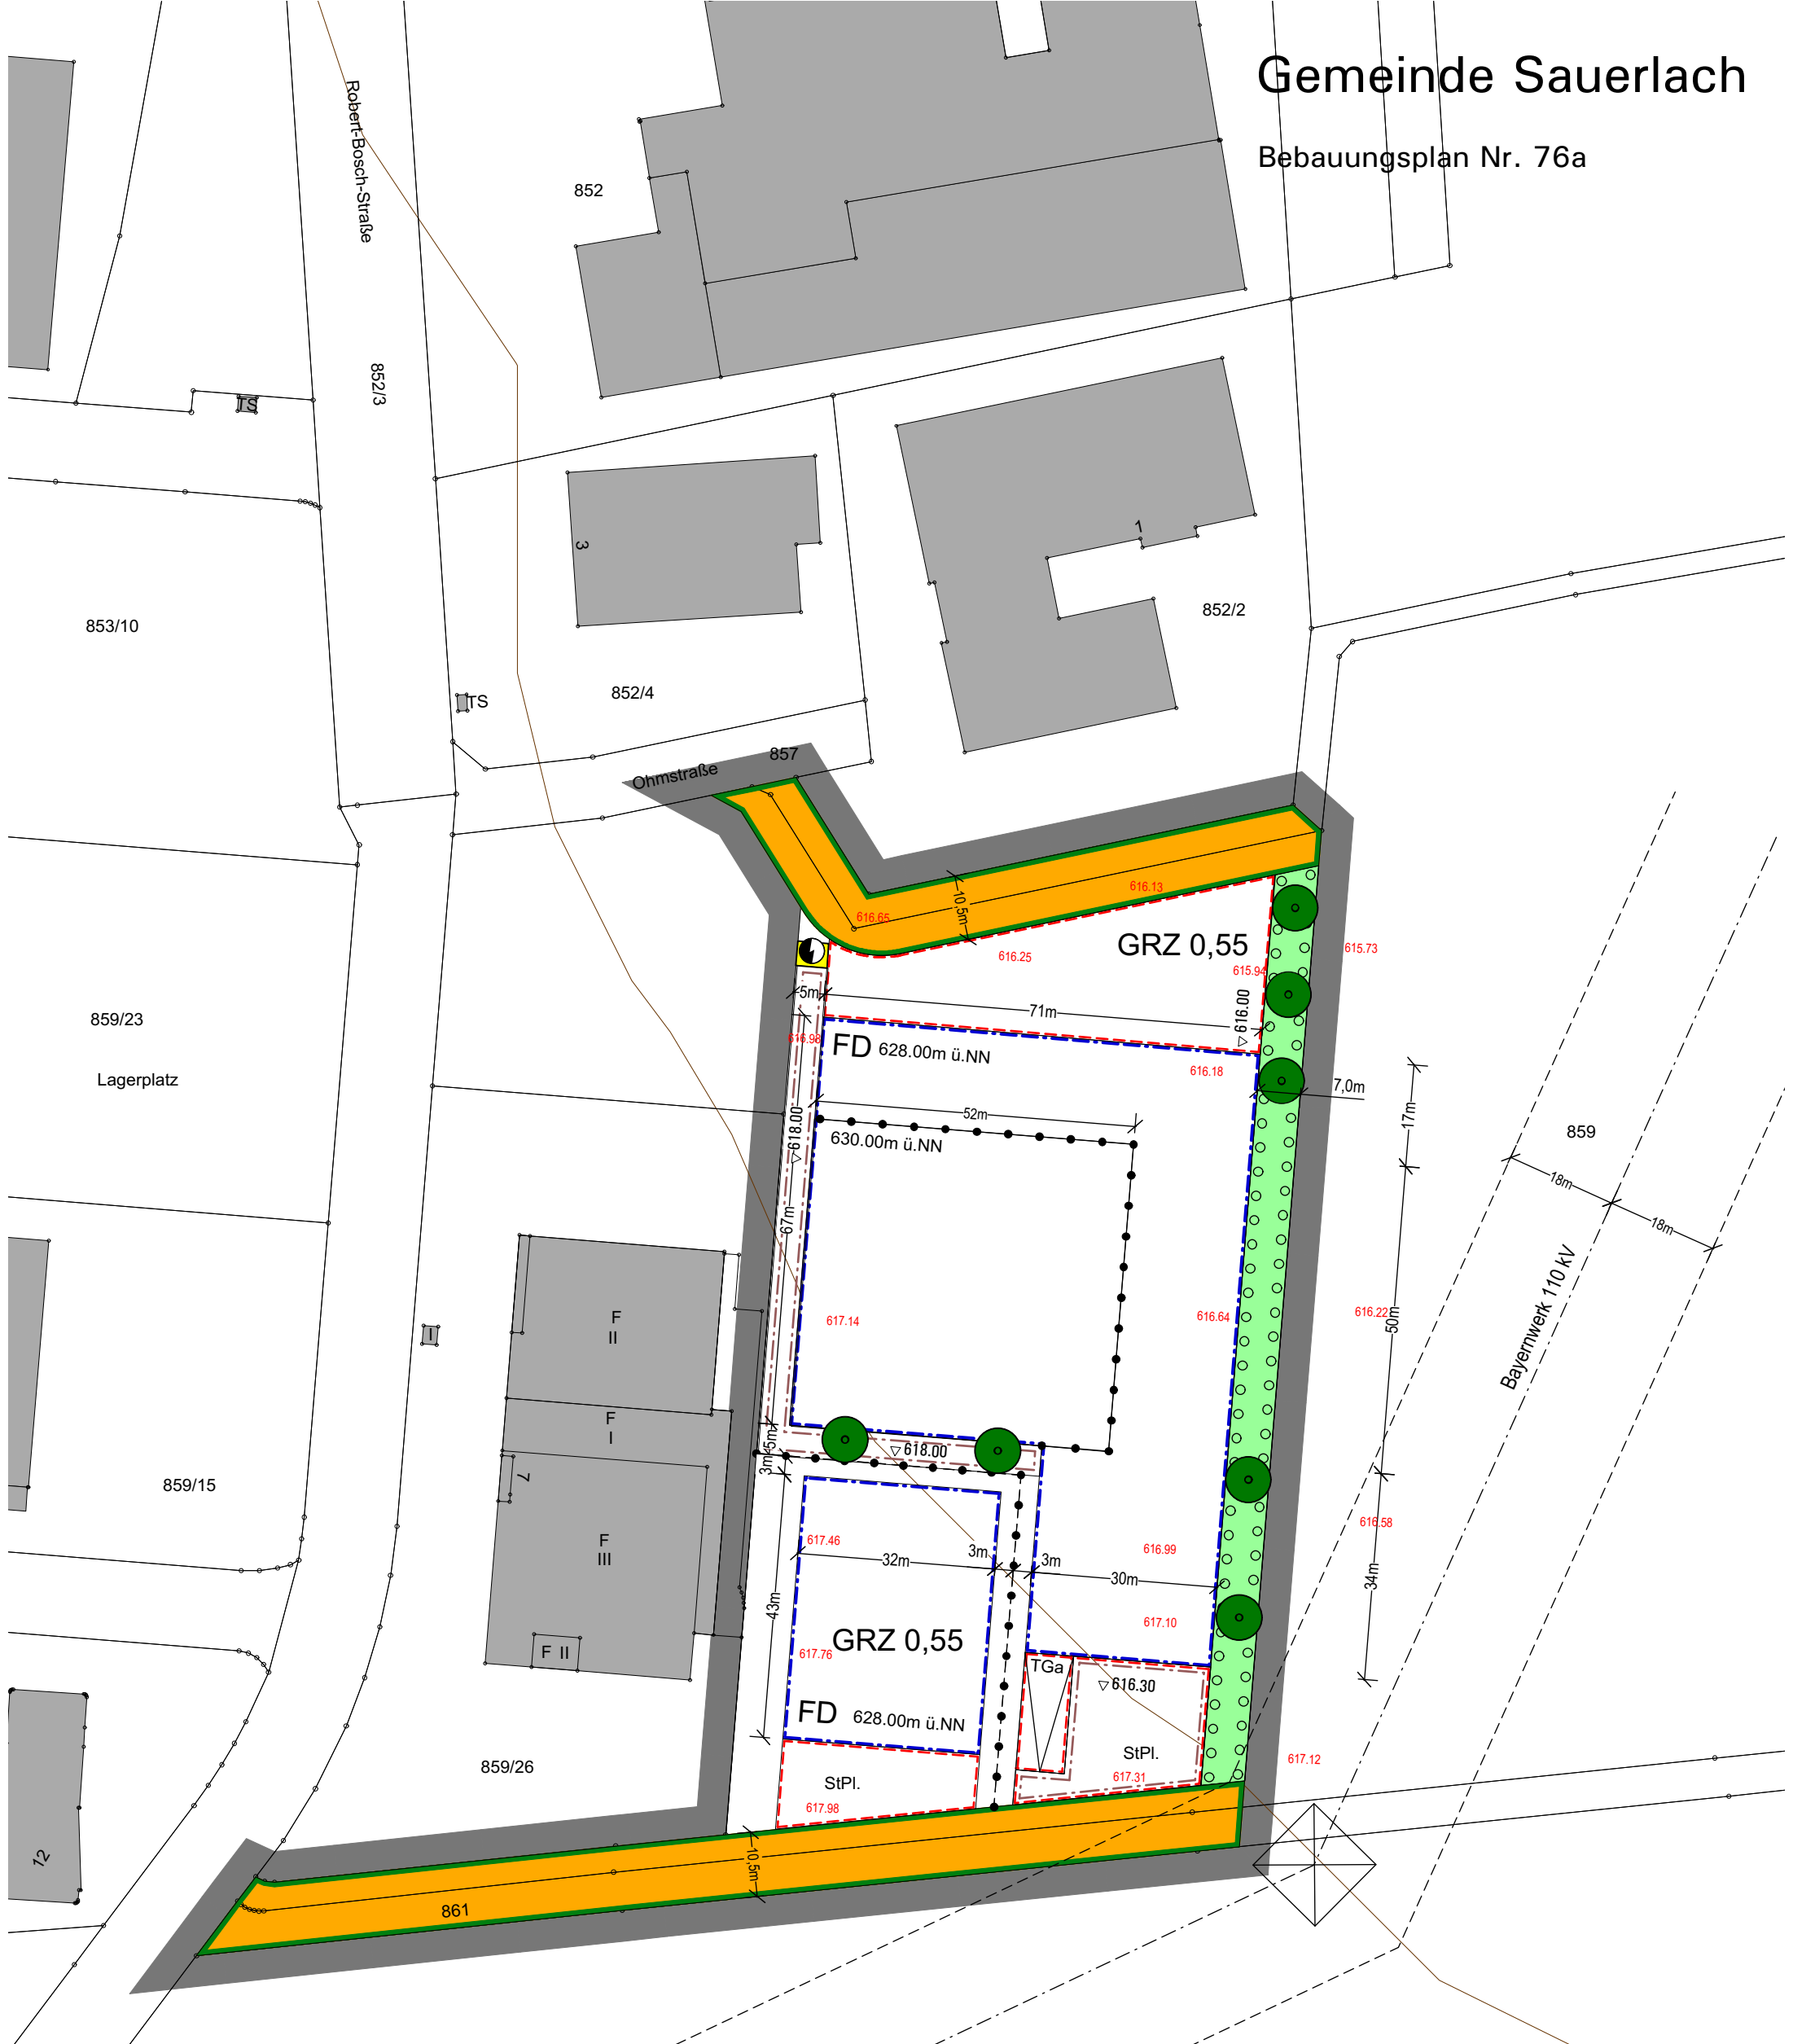 Gemeinde Sauerlach
Bebauungsplan Nr. 76a
Robert-Bosch-Straße
852
852/3
TS
3
1
852/2
853/10
852/4
TS
857
Ohmstraße
616.13
10,5m
616.65
GRZ 0,55
616.25
615.94
615.73
5m
71m
616.00
859/23
616.98
FD 628.00m ü.NN
616.18
Lagerplatz
7,0m
17m
52m
618.00
630.00m ü.NN
859
18m
18m
67m
Bayernwerk 110 kV
617.14
616.64
616.22
50m
F
II
I
F
I
5m
3m
618.00
7
859/15
617.46
616.58
F
III
32m
3m
3m
616.99
30m
34m
43m
617.10
GRZ 0,55
F II
617.76
TGa
616.30
FD 628.00m ü.NN
StPl.
617.12
859/26
StPl.
617.31
617.98
12
10,5m
861